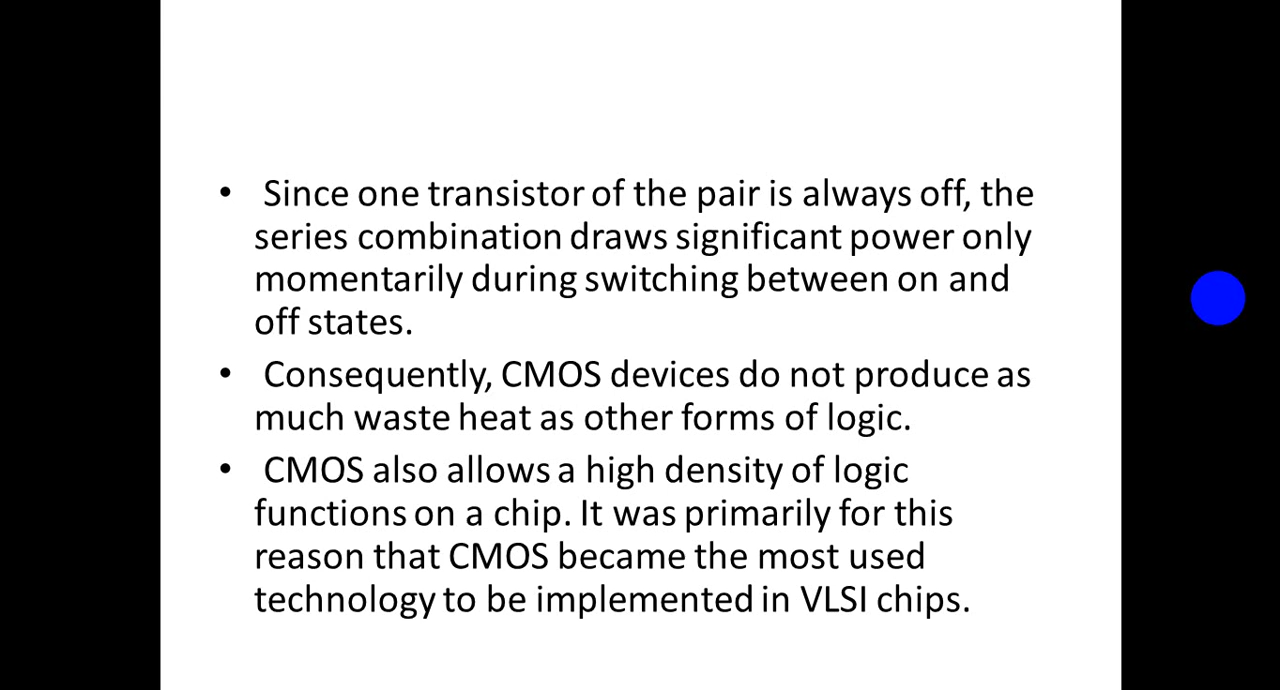 • Since one transistor of the pair is always off, the
series combination draws significant power only
momentarily during switching between on and
off states.
• Consequently, CMOS devices do not produce as
much waste heat as other forms of logic.
• CMOS also allows a high density of logic
functions on a chip. It was primarily for this
reason that CMOS became the most used
technology to be implemented in VLSI chips.